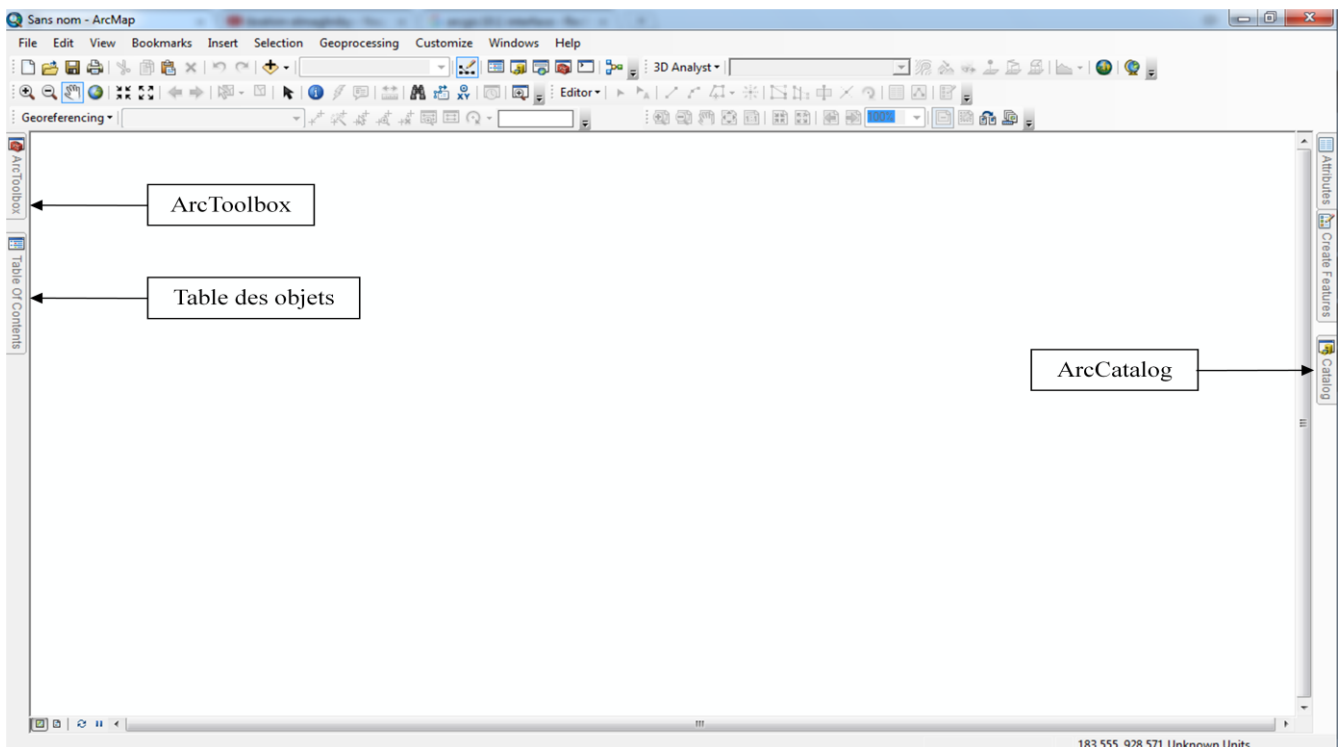 Sans nom - ArcMap
File Edit View Bookmarks Insert Selection Geoprocessing Customize Windows Help
3D Analyst
Editor
Georeferencing
100%
ArcToolbox
Attributes
ArcToolbox
Create Features
Table Of Contents
Table des objets
ArcCatalog
Catalog
183,555 928,571 Unknown Units